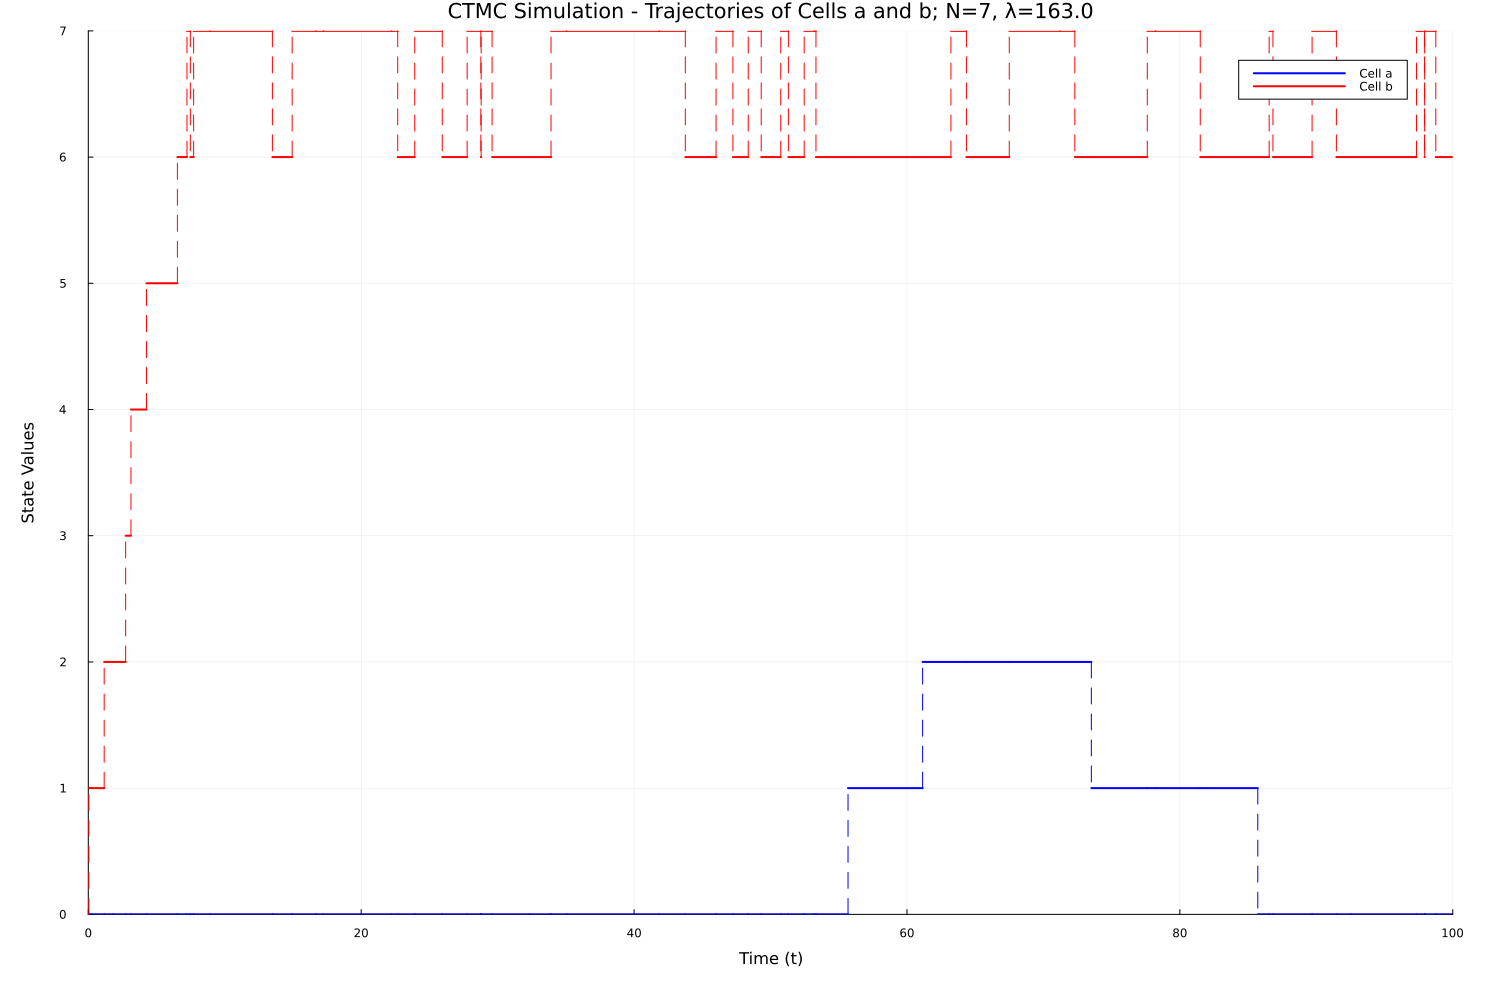 CTMC Simulation - Trajectories of Cells a and b; N=7, λ=163.0
7
Cell a
Cell b
6
5
4
State Values
3
2
1
0
0 20 40 60 80 100
Time (t)